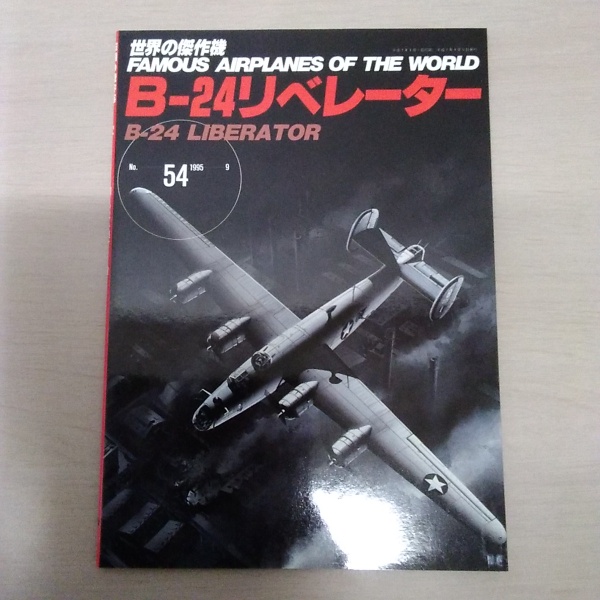 世界の傑作機
FAMOUS AIRPLANES OF THE WORLD
B-24リベレーター
B-24 LIBERATOR
No. 54 1995 9